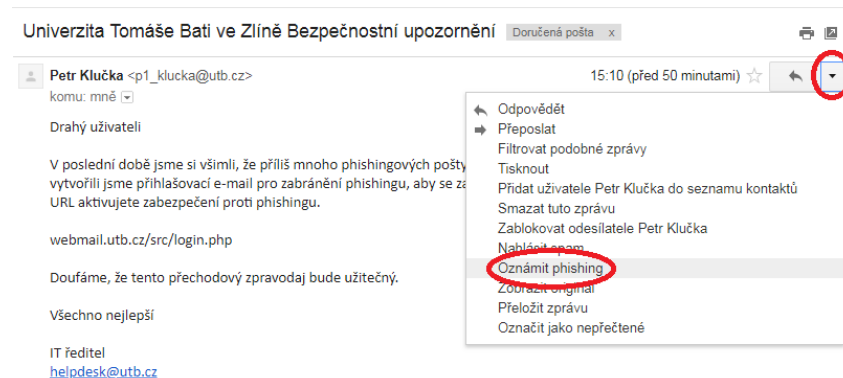 Univerzita Tomáše Bati ve Zlíně Bezpečnostní upozornění Doručená pošta x
Petr Klučka <p1_klucka@utb.cz> 15:10 (před 50 minutami)
komu: mně
Drahý uživateli
V poslední době jsme si všimli, že příliš mnoho phishingových pošty
vytvořili jsme přihlašovací e-mail pro zabránění phishingu, aby se za
URL aktivujete zabezpečení proti phishingu.
webmail.utb.cz/src/login.php
Doufáme, že tento přechodový zpravodaj bude užitečný.
Všechno nejlepší
IT ředitel
helpdesk@utb.cz
Odpovědět
Přeposlat
Filtrovat podobné zprávy
Tisknout
Přidat uživatele Petr Klučka do seznamu kontaktů
Smazat tuto zprávu
Zablokovat odesílatele Petr Klučka
Nahlásit spam
Oznámit phishing
Zobrazit originál
Přeložit zprávu
Označit jako nepřečtené